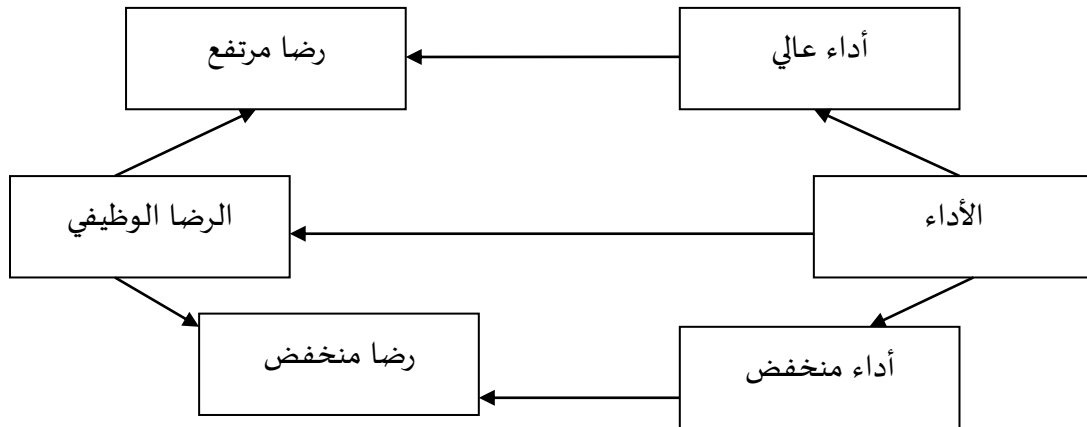 أداء عالي
رضا مرتفع
الأداء
الرضا الوظيفي
أداء منخفض
رضا منخفض